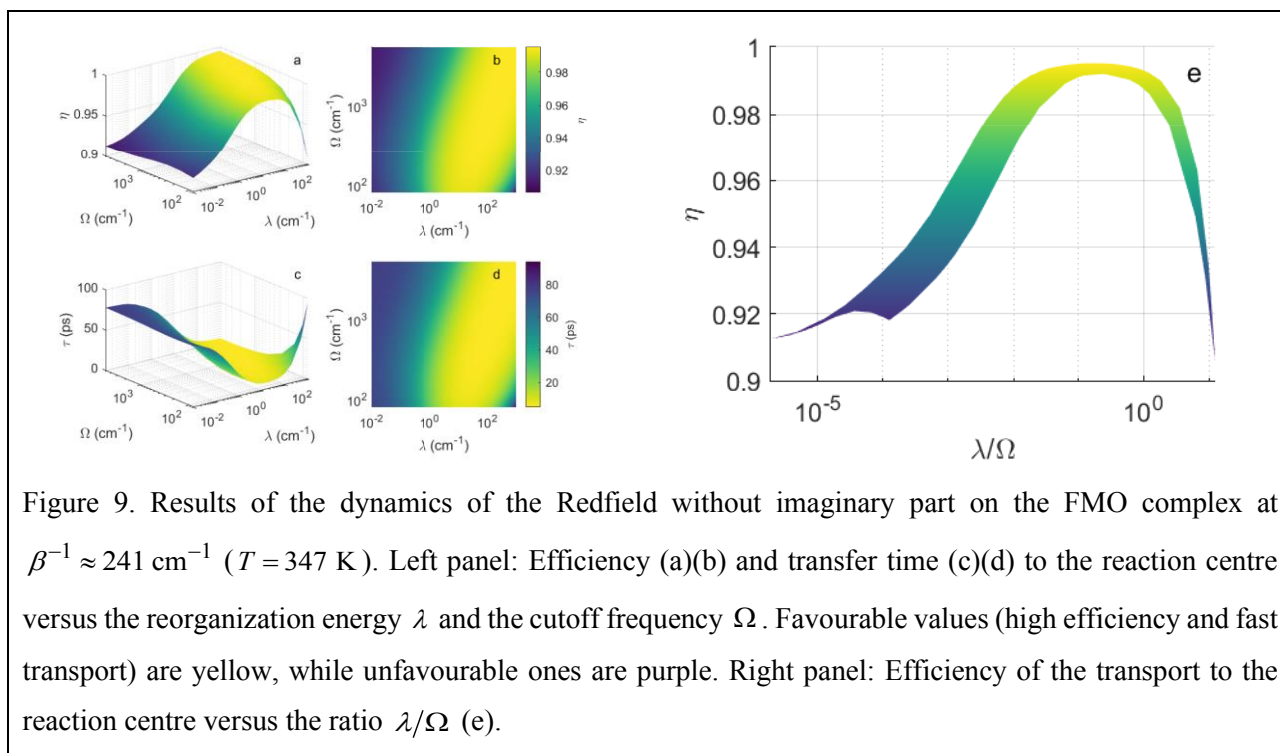 a
1
0.95
0.9
η
Ω (cm⁻¹)
10³
10²
10⁻²
10⁰
10²
λ (cm⁻¹)
b
Ω (cm⁻¹)
10³
10²
10⁻²
10⁰
10²
λ (cm⁻¹)
0.98
0.96
0.94
0.92
η
c
100
50
0
τ (ps)
Ω (cm⁻¹)
10³
10²
10⁻²
10⁰
10²
λ (cm⁻¹)
d
Ω (cm⁻¹)
10³
10²
10⁻²
10⁰
10²
λ (cm⁻¹)
80
60
40
20
τ (ps)
e
1
0.98
0.96
0.94
0.92
0.9
η
10⁻⁵
10⁰
λ/Ω
Figure 9. Results of the dynamics of the Redfield without imaginary part on the FMO complex at
β⁻¹ ≈ 241 cm⁻¹ (T = 347 K). Left panel: Efficiency (a)(b) and transfer time (c)(d) to the reaction centre
versus the reorganization energy λ and the cutoff frequency Ω. Favourable values (high efficiency and fast
transport) are yellow, while unfavourable ones are purple. Right panel: Efficiency of the transport to the
reaction centre versus the ratio λ/Ω (e).